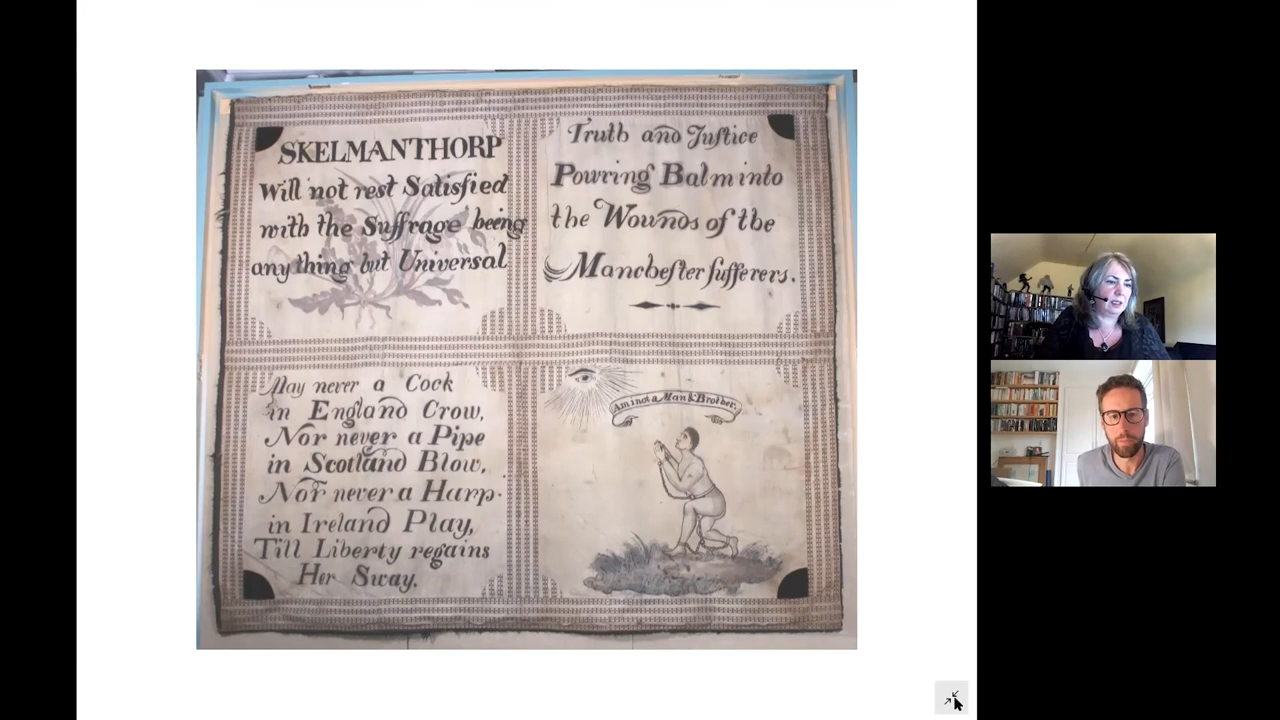 SKELMANTHORP
Will not rest Satisfied
with the Suffrage being
any thing but Universal
Truth and Justice
Powring Balm into
the Wounds of the
Manchester sufferers.
May never a Cock
in England Crow,
Nor never a Pipe
in Scotland Blow,
Nor never a Harp
in Ireland Play,
Till Liberty regains
Her Sway.
Am i not a Man & Brother.